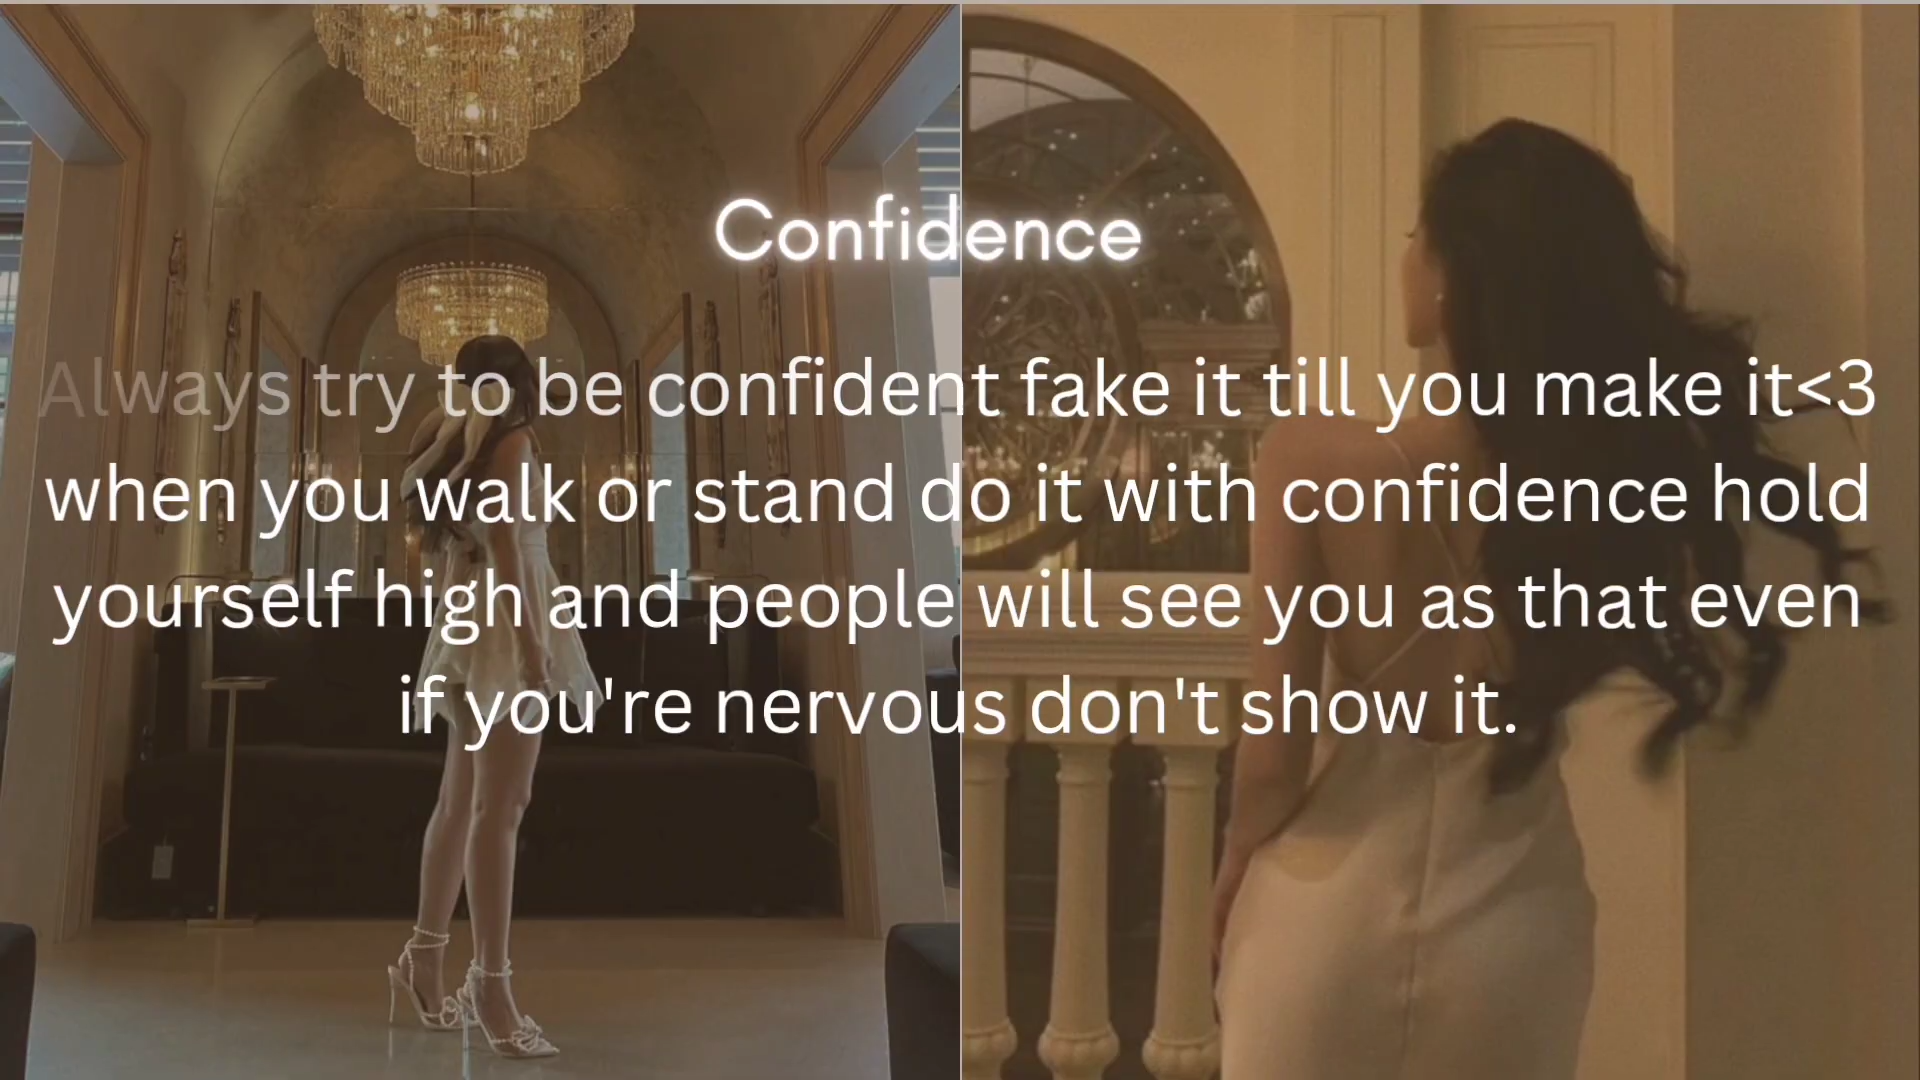 Confidence
Always try to be confident fake it till you make it<3
when you walk or stand do it with confidence hold
yourself high and people will see you as that even
if you're nervous don't show it.